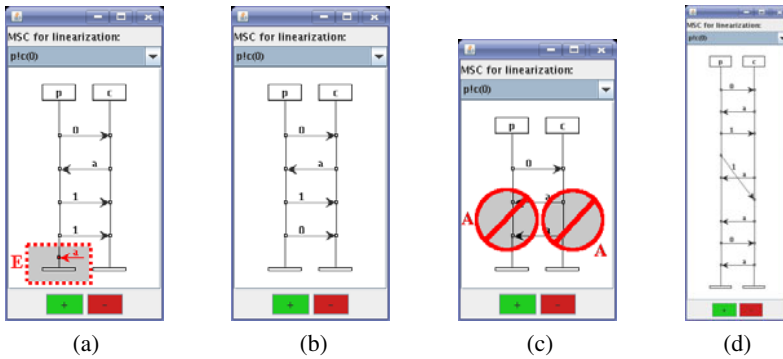 MSC for linearization:
p!c(0)
p c
0
a
1
1
E a
+ -
(a)
MSC for linearization:
p!c(0)
p c
0
a
1
0
+ -
(b)
MSC for linearization:
p!c(0)
p c
0
a
A
a
A
+ -
(c)
MSC for linearization:
p!c(0)
p c
0
a
1
1
a
a
0
a
+ -
(d)